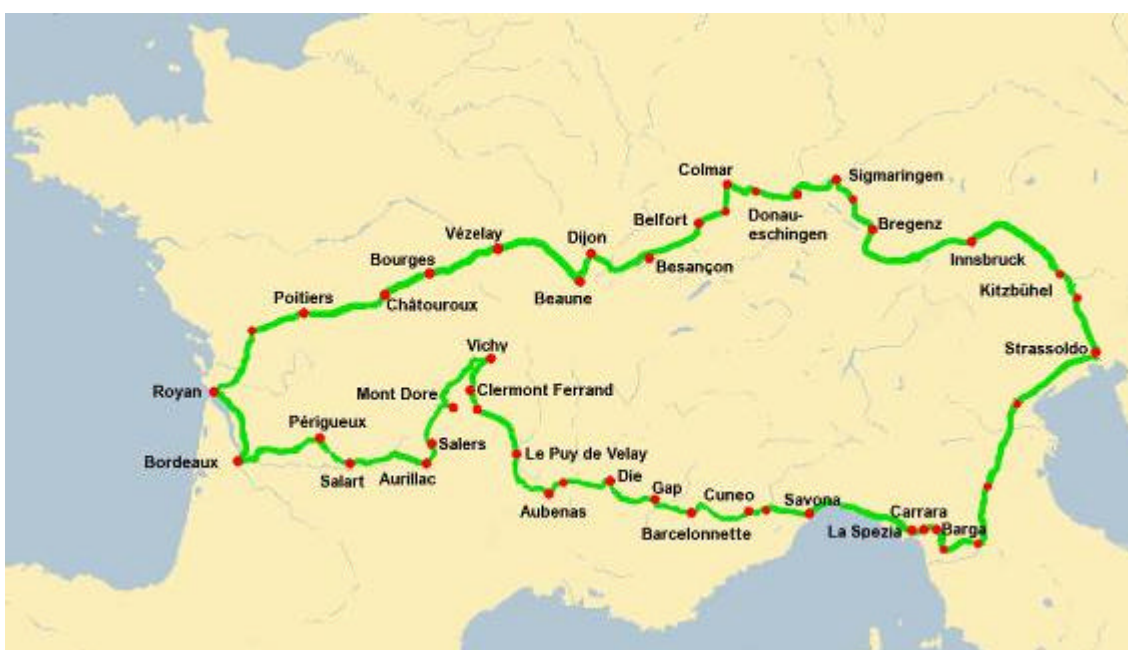 Colmar
Sigmaringen
Belfort
Donau-
eschingen
Bregenz
Vézelay
Dijon
Innsbruck
Bourges
Besançon
Kitzbühel
Poitiers
Châtouroux
Beaune
Strassoldo
Vichy
Royan
Mont Dore
Clermont Ferrand
Périgueux
Salers
Le Puy de Velay
Bordeaux
Salart
Aurillac
Die
Gap
Cuneo
Savona
Aubenas
Carrara
Barcelonnette
La Spezia
Barga